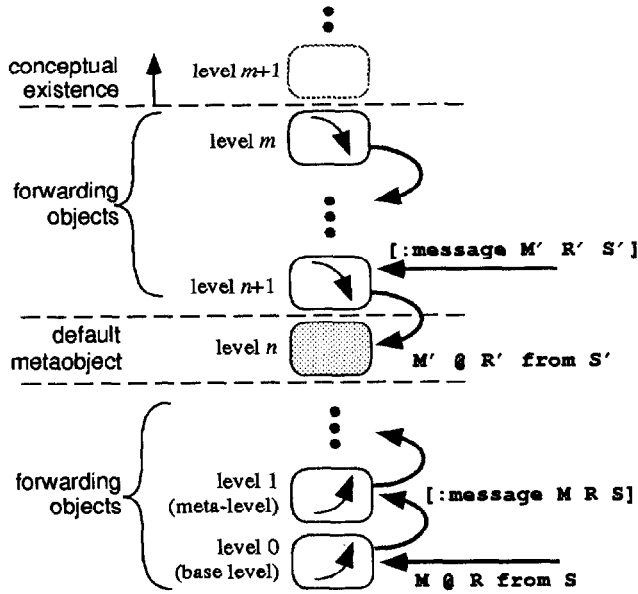 conceptual
existence
level m+1
level m
forwarding
objects
[:message M′ R′ S′]
level n+1
default
metaobject
level n
M′ @ R′ from S′
forwarding
objects
level 1
(meta-level)
[:message M R S]
level 0
(base level)
M @ R from S